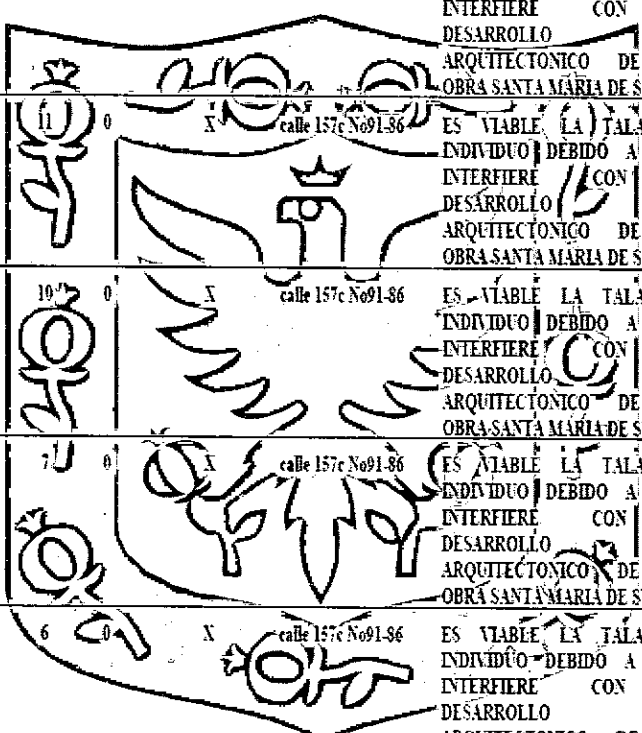 INTERFIERE CON
DESARROLLO
ARQUITECTONICO DE
OBRA SANTA MARIA DE S
11 0 X calle 157c No91-86 ES VIABLE LA TALA
INDIVIDUO DEBIDO A
INTERFIERE CON
DESARROLLO
ARQUITECTONICO DE
OBRA SANTA MARIA DE S
10 0 X calle 157c No91-86 ES VIABLE LA TALA
INDIVIDUO DEBIDO A
INTERFIERE CON
DESARROLLO
ARQUITECTONICO DE
OBRA SANTA MARIA DE S
7 0 X calle 157c No91-86 ES VIABLE LA TALA
INDIVIDUO DEBIDO A
INTERFIERE CON
DESARROLLO
ARQUITECTONICO DE
OBRA SANTA MARIA DE S
6 0 X calle 157c No91-86 ES VIABLE LA TALA
INDIVIDUO DEBIDO A
INTERFIERE CON
DESARROLLO